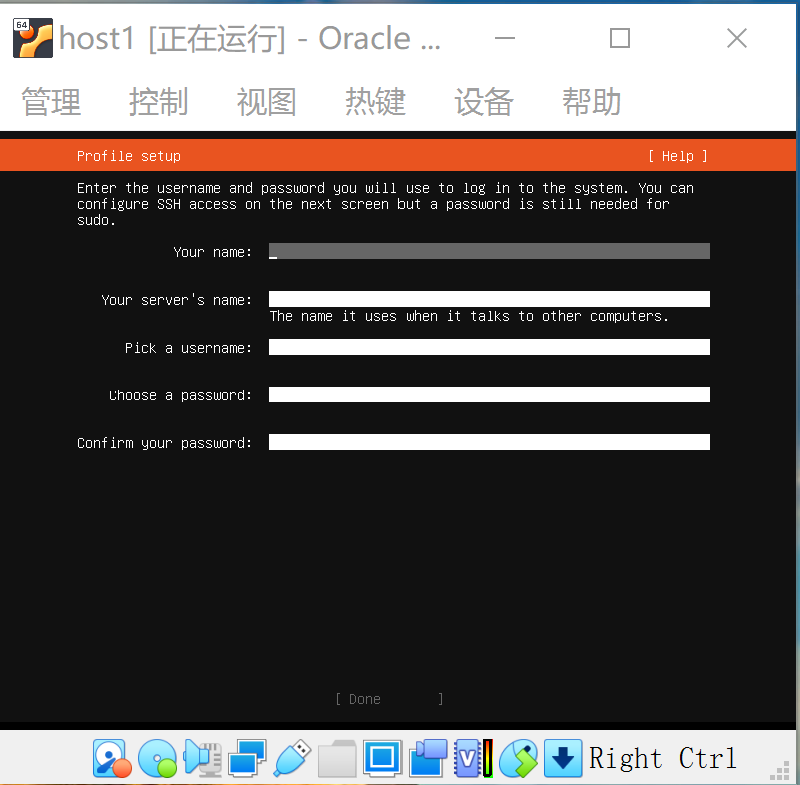 64
host1 [正在运行] - Oracle ...
管理 控制 视图 热键 设备 帮助
Profile setup [ Help ]
Enter the username and password you will use to log in to the system. You can
configure SSH access on the next screen but a password is still needed for
sudo.
Your name:
Your server's name:
The name it uses when it talks to other computers.
Pick a username:
Choose a password:
Confirm your password:
[ Done ]
V
Right Ctrl